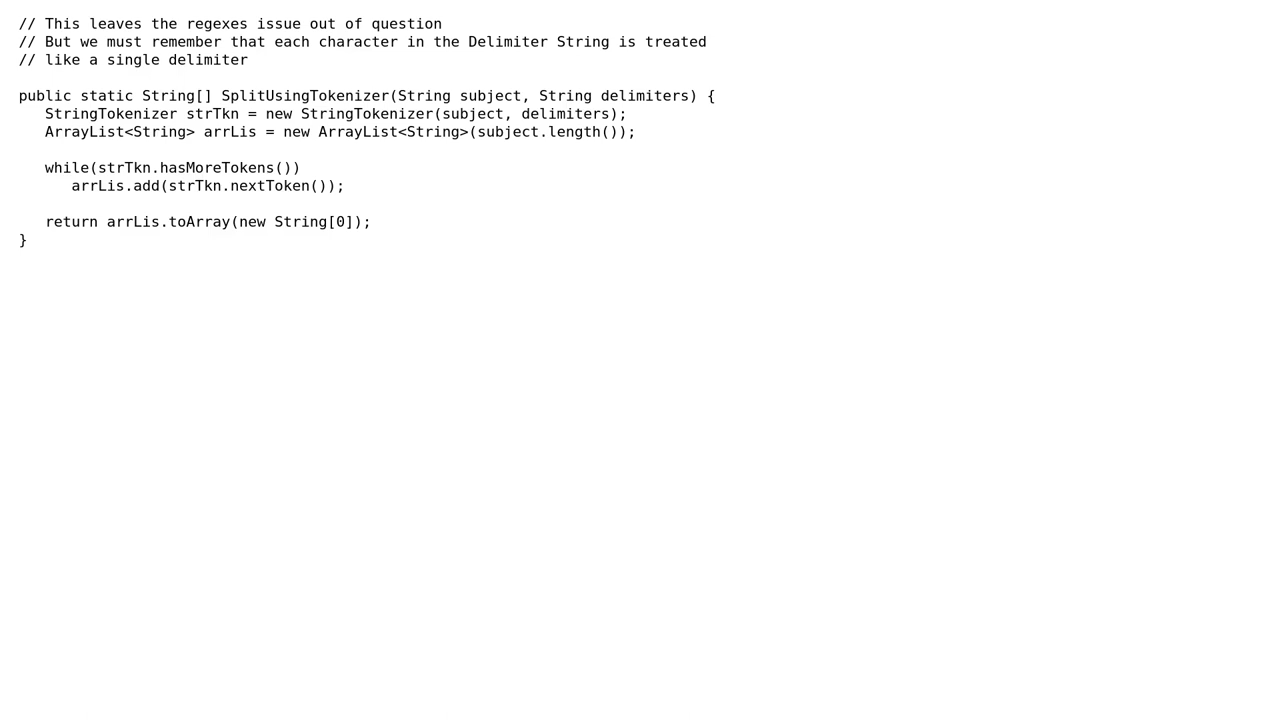 // This leaves the regexes issue out of question
// But we must remember that each character in the Delimiter String is treated
// like a single delimiter

public static String[] SplitUsingTokenizer(String subject, String delimiters) {
   StringTokenizer strTkn = new StringTokenizer(subject, delimiters);
   ArrayList<String> arrLis = new ArrayList<String>(subject.length());

   while(strTkn.hasMoreTokens())
      arrLis.add(strTkn.nextToken());

   return arrLis.toArray(new String[0]);
}